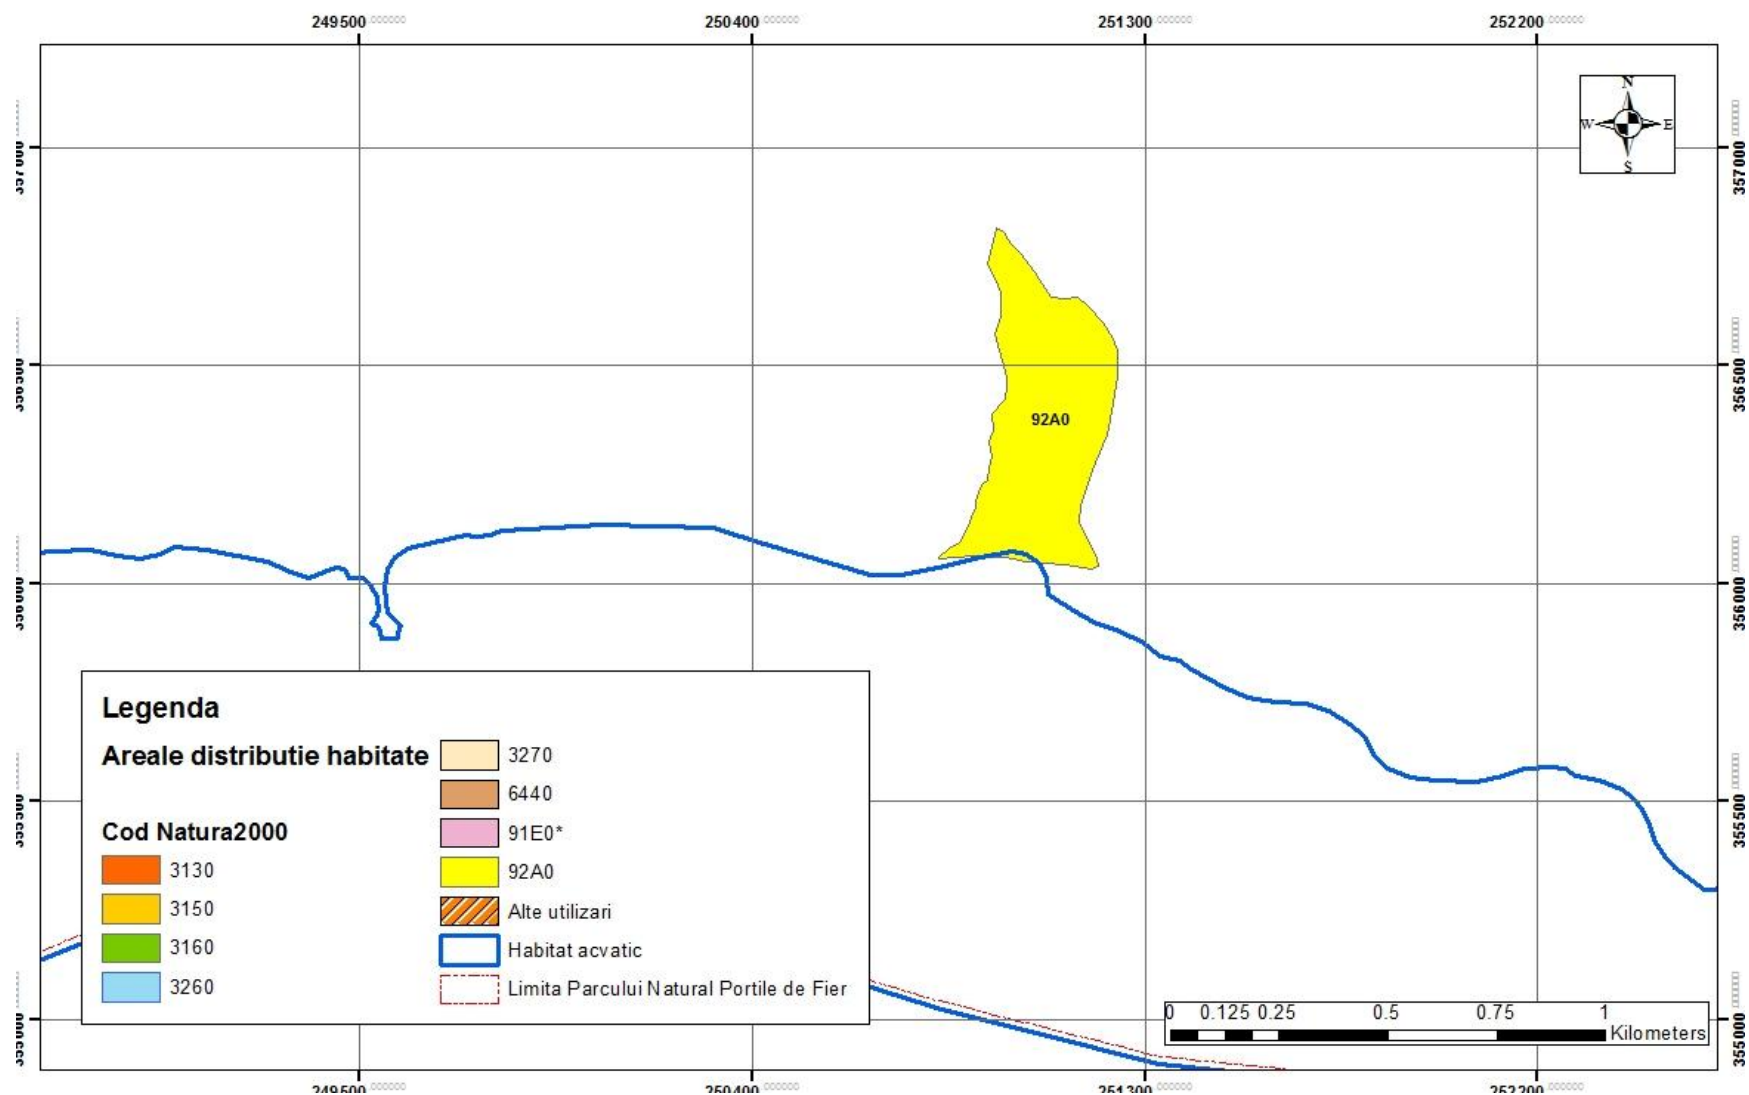 249500 250400 251300 252200
N
W E
S
357000
356500
92A0
356000
Legenda
Areale distributie habitate
3270
6440
Cod Natura2000
91E0*
3130
92A0
3150
Alte utilizari
3160
Habitat acvatic
3260
Limita Parcului Natural Portile de Fier
355500
0 0.125 0.25 0.5 0.75 1
Kilometers
355000
249500 250400 251300 252200